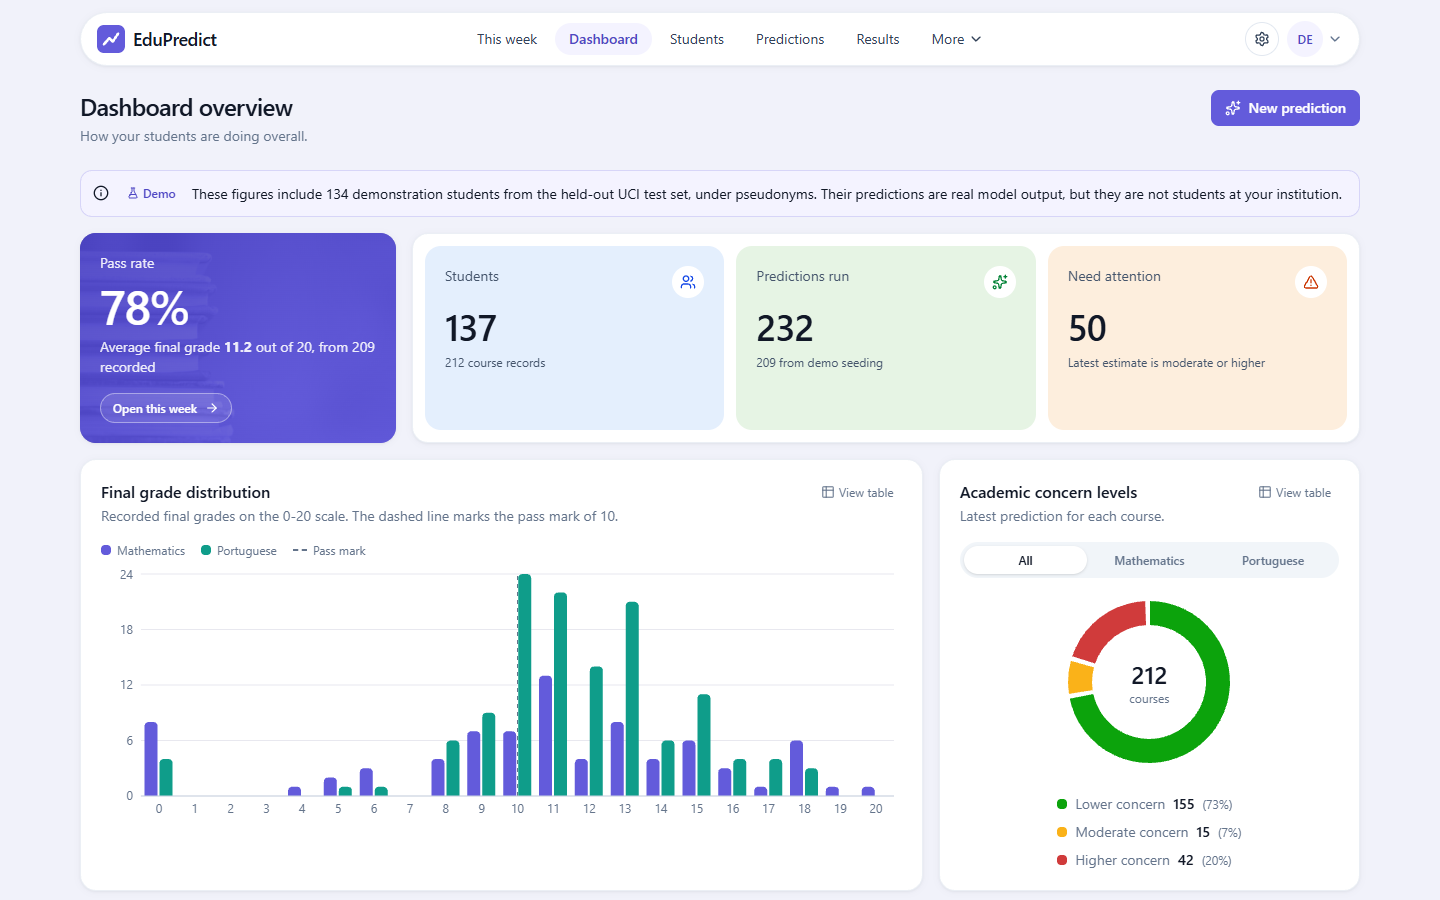 EduPredict
This week
Dashboard
Students
Predictions
Results
More
DE
Dashboard overview
How your students are doing overall.
New prediction
Demo
These figures include 134 demonstration students from the held-out UCI test set, under pseudonyms. Their predictions are real model output, but they are not students at your institution.
Pass rate
78%
Average final grade 11.2 out of 20, from 209
recorded
Open this week
Students
137
212 course records
Predictions run
232
209 from demo seeding
Need attention
50
Latest estimate is moderate or higher
Final grade distribution
View table
Recorded final grades on the 0-20 scale. The dashed line marks the pass mark of 10.
Mathematics
Portuguese
Pass mark
24
18
12
6
0
0 1 2 3 4 5 6 7 8 9 10 11 12 13 14 15 16 17 18 19 20
Academic concern levels
View table
Latest prediction for each course.
All
Mathematics
Portuguese
212
courses
Lower concern 155 (73%)
Moderate concern 15 (7%)
Higher concern 42 (20%)